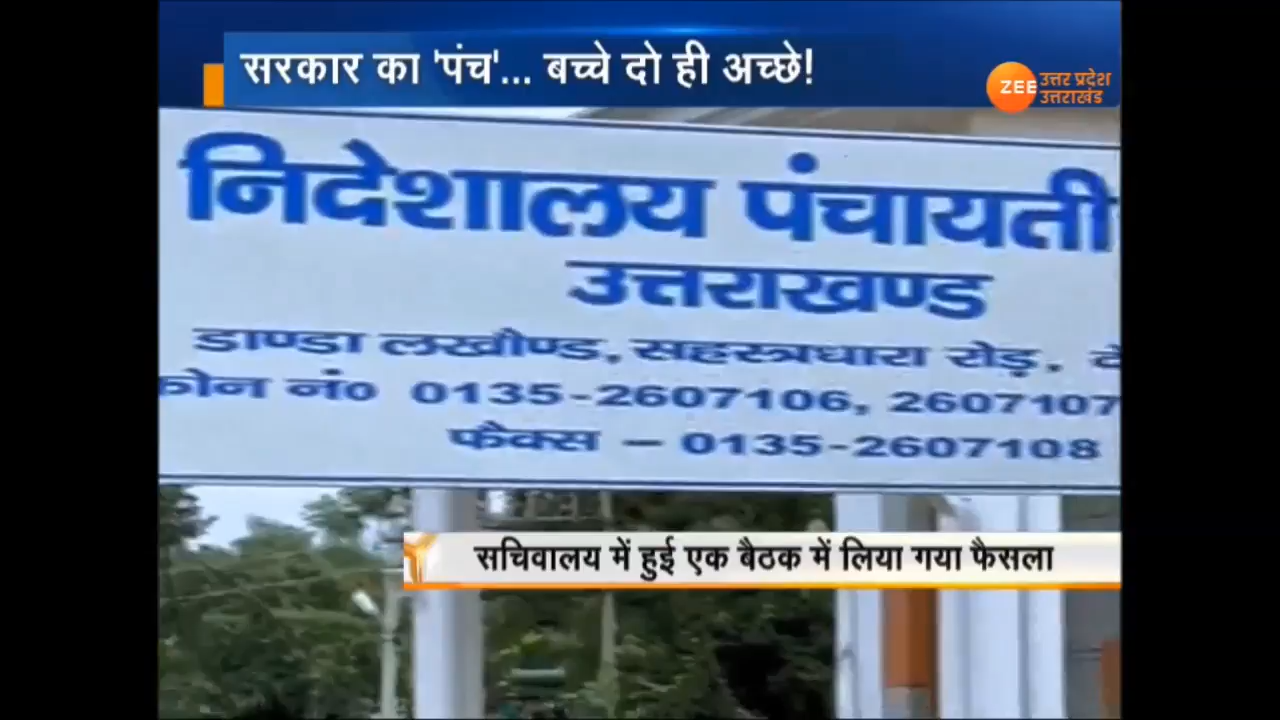 सरकार का 'पंच'... बच्चे दो ही अच्छे!
ZEE उत्तर प्रदेश
उत्तराखंड
निदेशालय पंचायती
उत्तराखण्ड
डाण्डा लखौण्ड, सहस्त्रधारा रोड़,
फोन नं० 0135-2607106, 2607107
फैक्स – 0135-2607108
सचिवालय में हुई एक बैठक में लिया गया फैसला